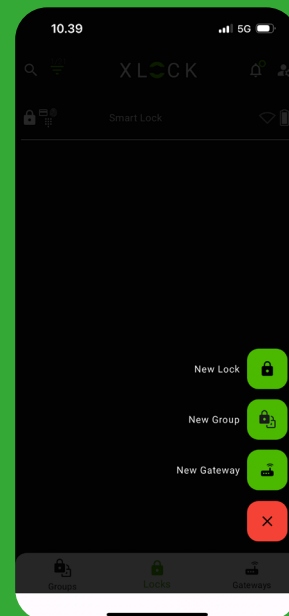 10.39 5G
XLOCK
Smart Lock
New Lock
New Group
New Gateway
Groups Locks Gateways